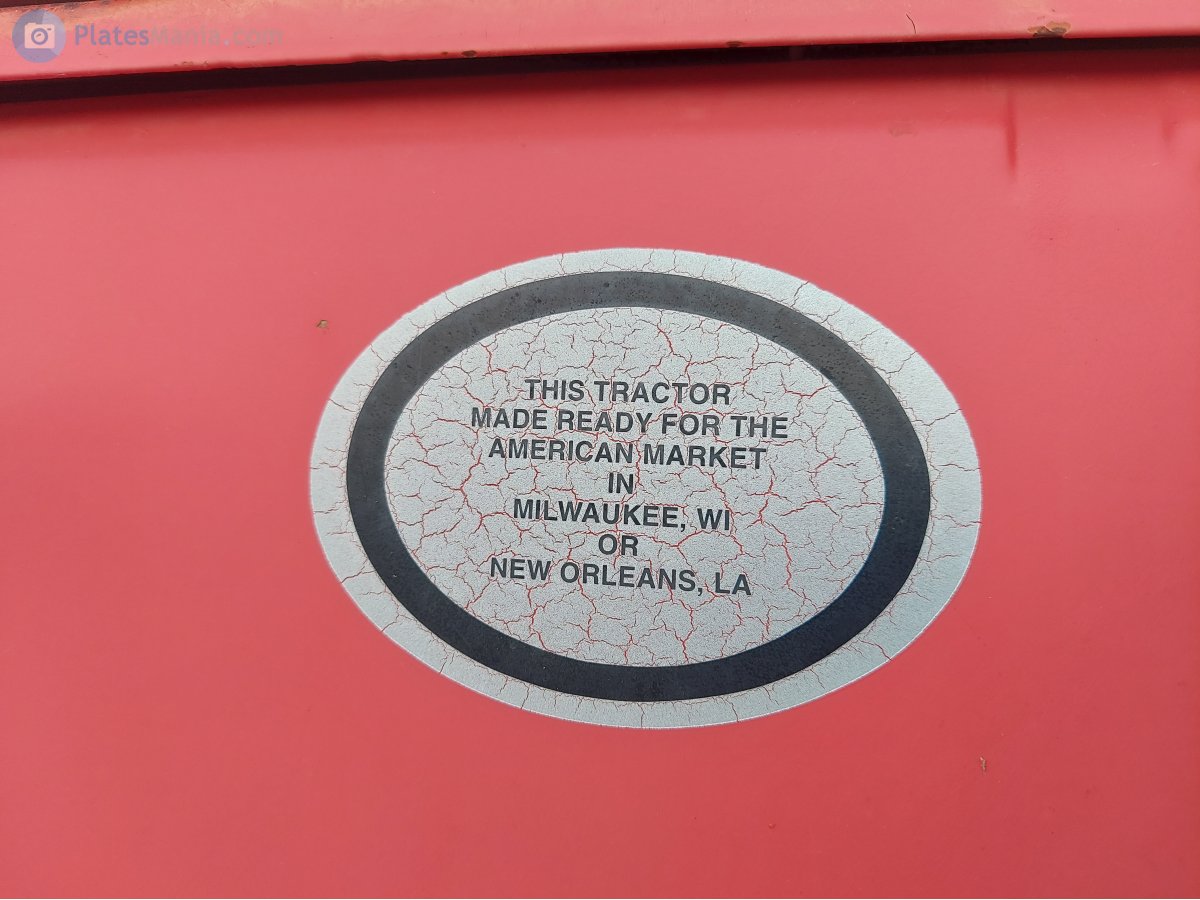 PlatesMania.com
THIS TRACTOR
MADE READY FOR THE
AMERICAN MARKET
IN
MILWAUKEE, WI
OR
NEW ORLEANS, LA